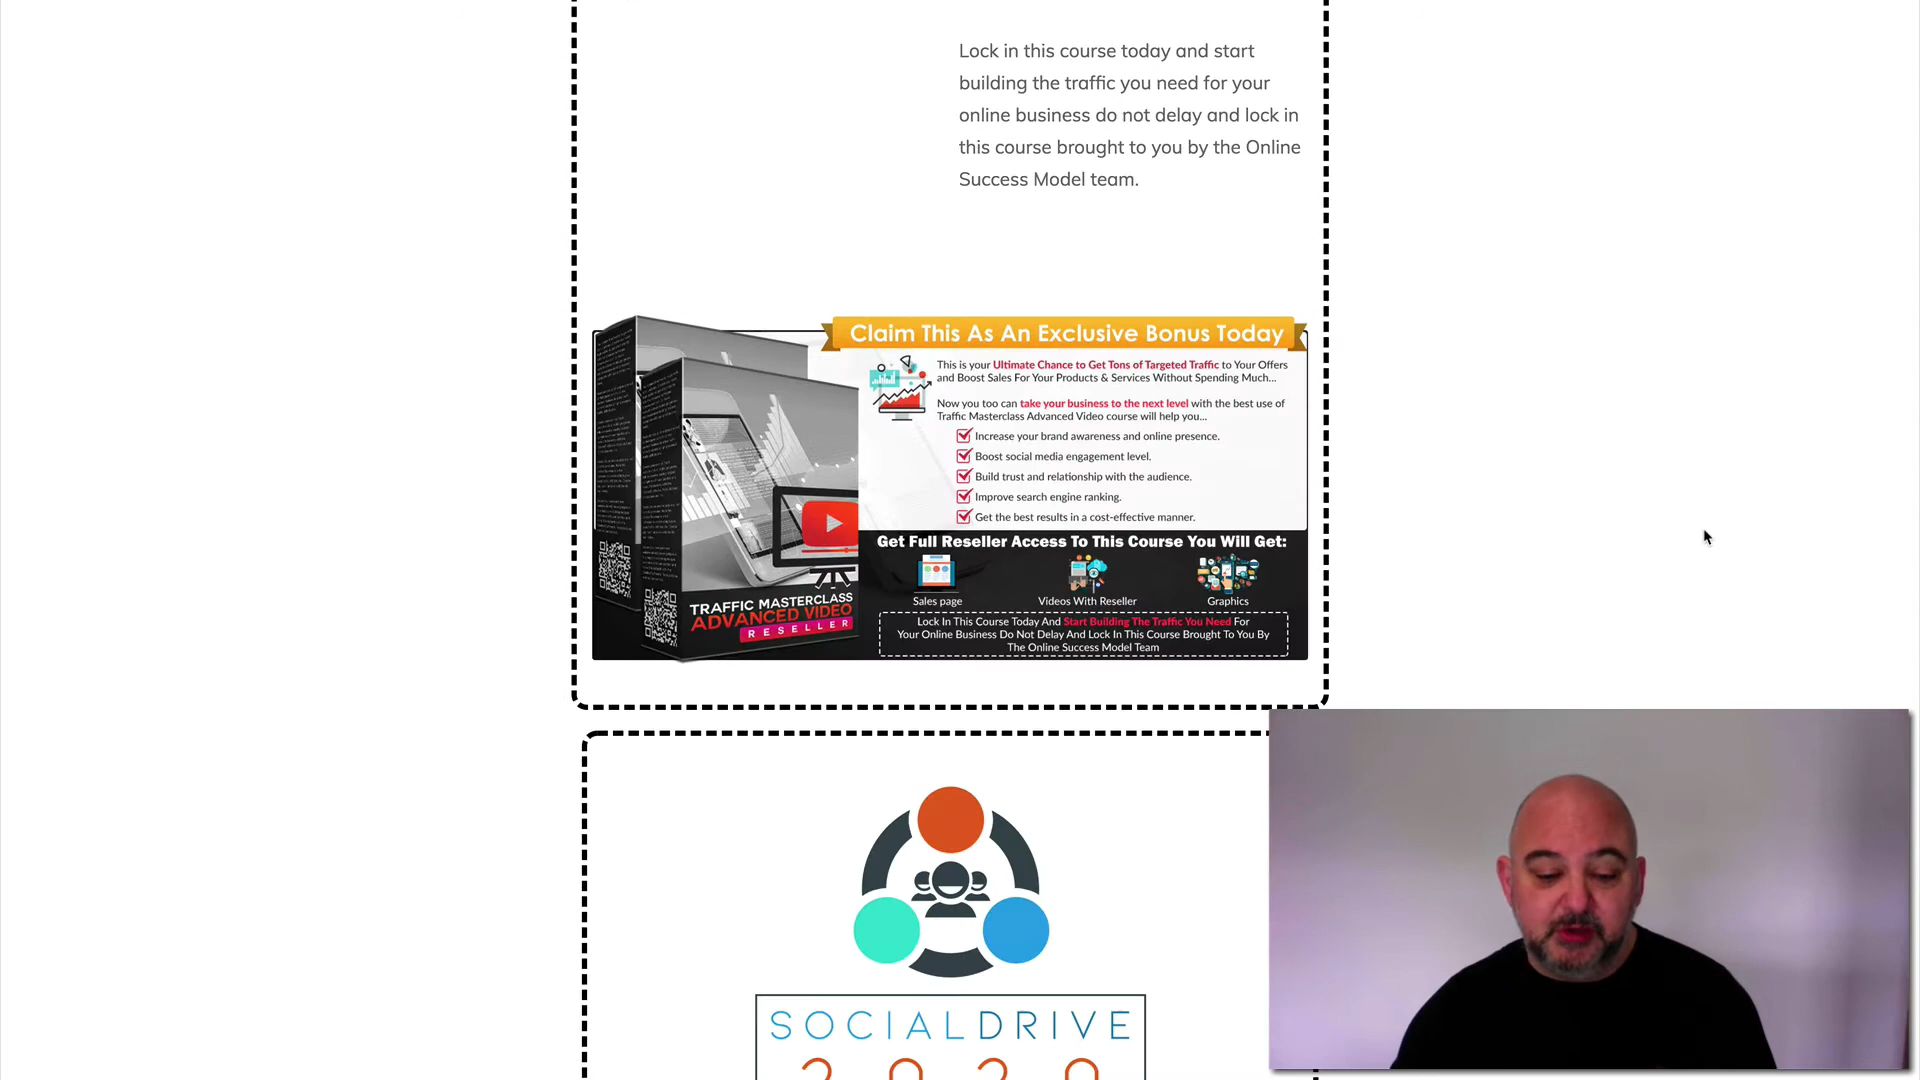 Lock in this course today and start
building the traffic you need for your
online business do not delay and lock in
this course brought to you by the Online
Success Model team.
Claim This As An Exclusive Bonus Today
This is your Ultimate Chance to Get Tons of Targeted Traffic to Your Offers
and Boost Sales For Your Products & Services Without Spending Much...
Now you too can take your business to the next level with the best use of
Traffic Masterclass Advanced Video course will help you...
Increase your brand awareness and online presence.
Boost social media engagement level.
Build trust and relationship with the audience.
Improve search engine ranking.
Get the best results in a cost-effective manner.
TRAFFIC MASTERCLASS
ADVANCED VIDEO
RESELLER
Get Full Reseller Access To This Course You Will Get:
Sales page
Videos With Reseller
Graphics
Lock In This Course Today And Start Building The Traffic You Need For
Your Online Business Do Not Delay And Lock In This Course Brought To You By
The Online Success Model Team
SOCIALDRIVE
2020